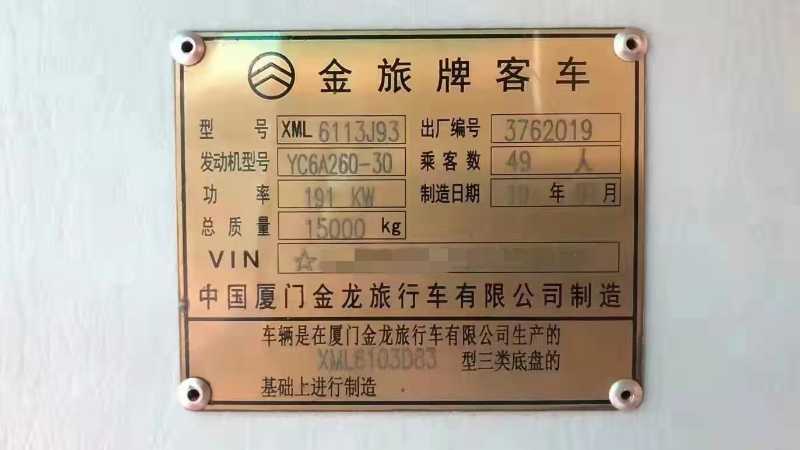 金旅牌客车
型号 XML 6113J93 出厂编号 3762019
发动机型号 YC6A260-30 乘客数 49 人
功率 191 KW 制造日期 年 月
总质量 15000 kg
VIN ☆
中国厦门金龙旅行车有限公司制造
车辆是在厦门金龙旅行车有限公司生产的
XML6103D83 型三类底盘的
基础上进行制造